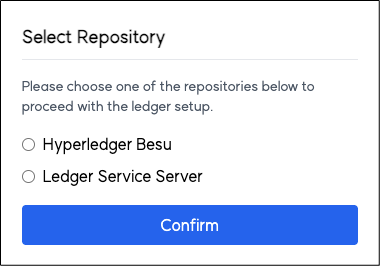 Select Repository
Please choose one of the repositories below to
proceed with the ledger setup.
Hyperledger Besu
Ledger Service Server
Confirm